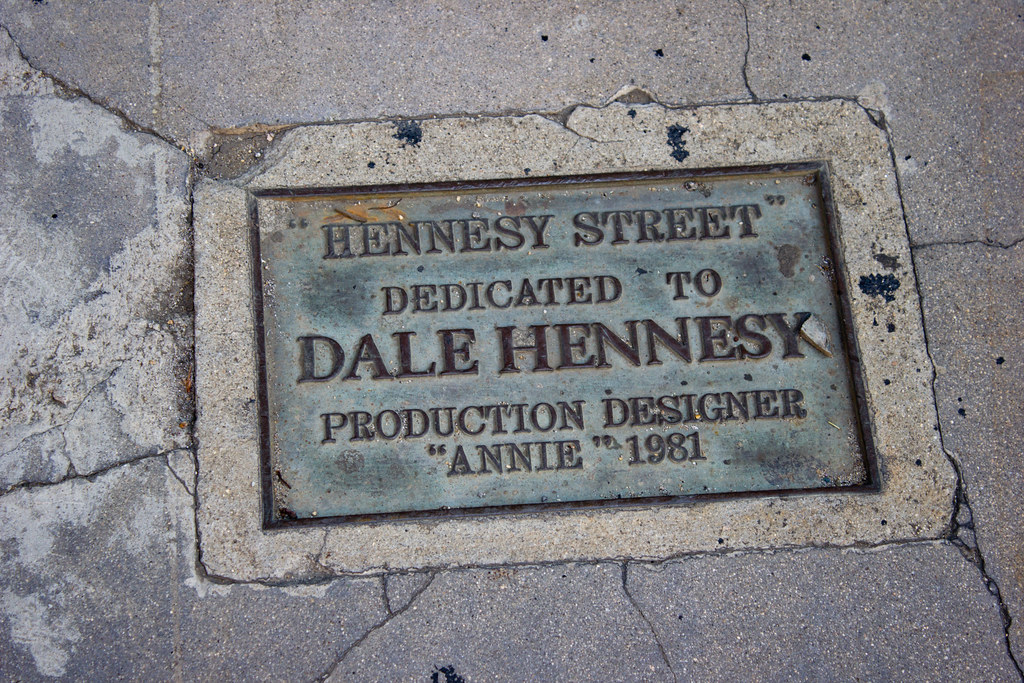 "HENNESY STREET"
DEDICATED TO
DALE HENNESY
PRODUCTION DESIGNER
"ANNIE" 1981